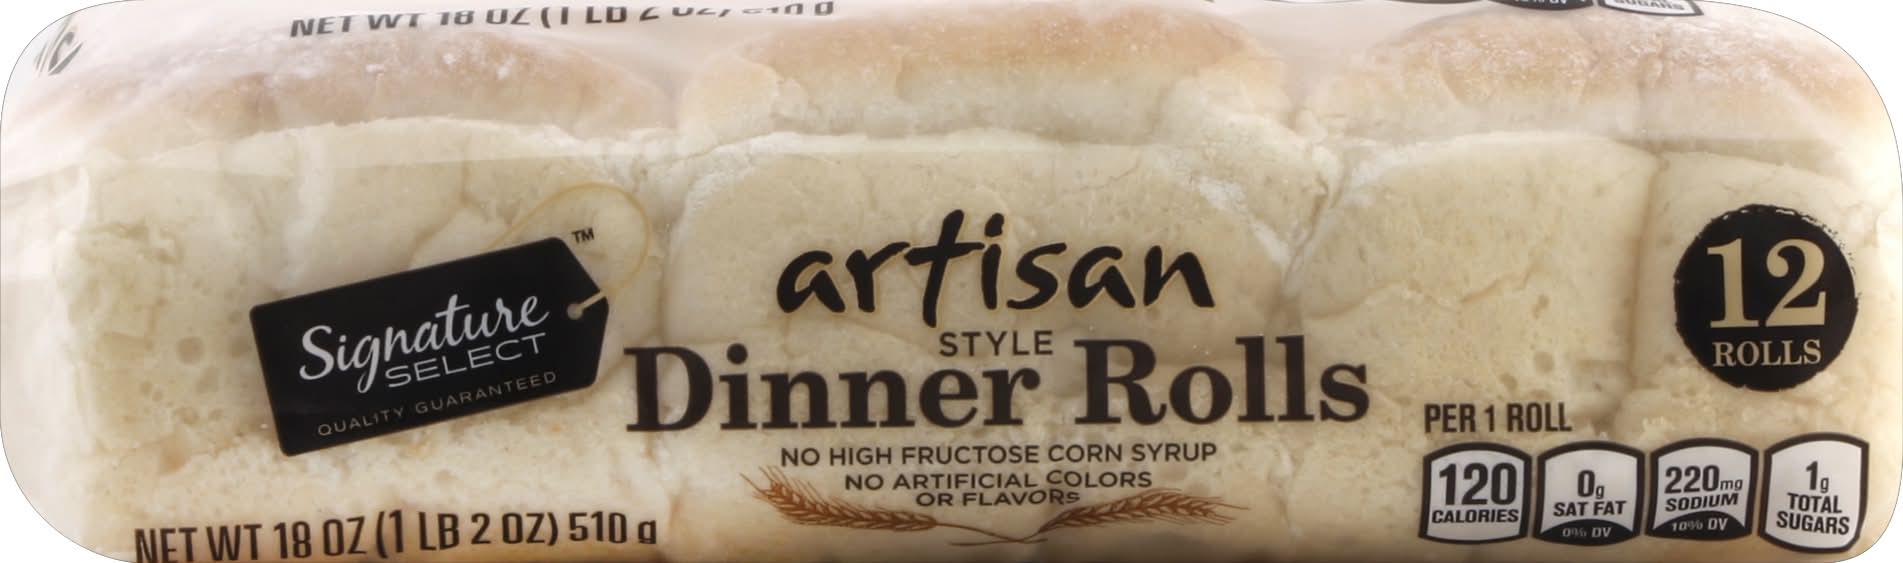 NET WT 18 OZ (1 LB 2 OZ, 510 g
SUGARS
Signature
SELECT
™
QUALITY GUARANTEED
artisan
STYLE
Dinner Rolls
NO HIGH FRUCTOSE CORN SYRUP
NO ARTIFICIAL COLORS
OR FLAVORS
12
ROLLS
PER 1 ROLL
120
CALORIES
0g
SAT FAT
0% DV
220mg
SODIUM
10% DV
1g
TOTAL
SUGARS
NET WT 18 OZ (1 LB 2 OZ) 510 g